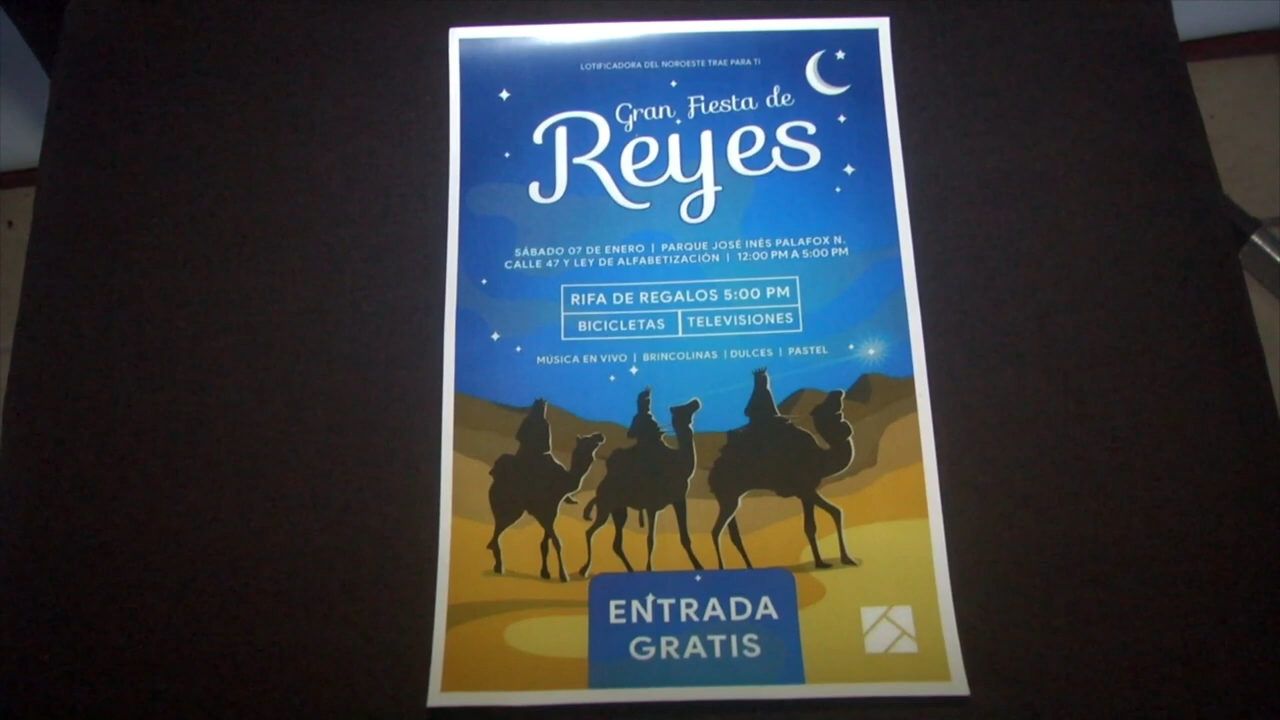 LOTIFICADORA DEL NOROESTE TRAE PARA TI
Gran Fiesta de
Reyes
SÁBADO 07 DE ENERO | PARQUE JOSÉ INÉS PALAFOX N.
CALLE 47 Y LEY DE ALFABETIZACIÓN | 12:00 PM A 5:00 PM
RIFA DE REGALOS 5:00 PM
BICICLETAS | TELEVISIONES
MÚSICA EN VIVO | BRINCOLINAS | DULCES | PASTEL
ENTRADA
GRATIS